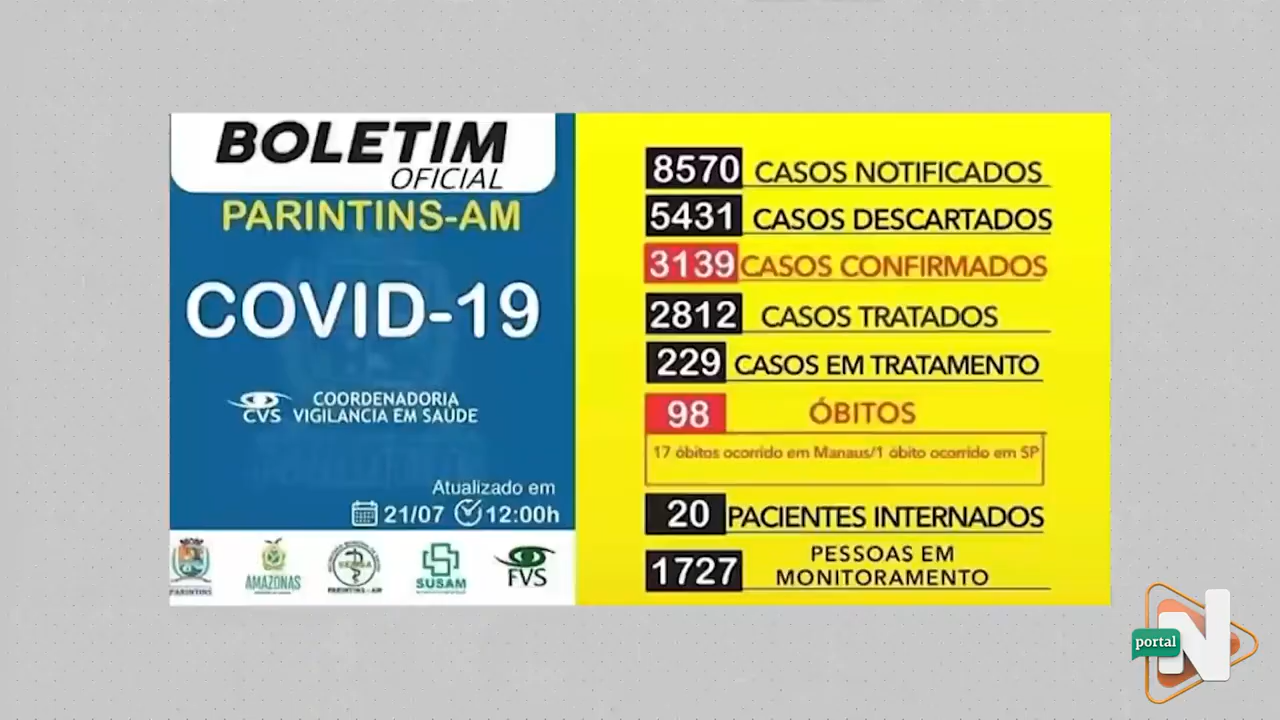 BOLETIM
OFICIAL
PARINTINS-AM
COVID-19
CVS
COORDENADORIA
VIGILANCIA EM SAÚDE
Atualizado em
21/07 12:00h
PARINTINS
AMAZONAS
PARINTINS - AM
SUSAM
FVS
8570 CASOS NOTIFICADOS
5431 CASOS DESCARTADOS
3139 CASOS CONFIRMADOS
2812 CASOS TRATADOS
229 CASOS EM TRATAMENTO
98 ÓBITOS
17 óbitos ocorrido em Manaus/1 óbito ocorrido em SP
20 PACIENTES INTERNADOS
1727 PESSOAS EM
MONITORAMENTO
portal N